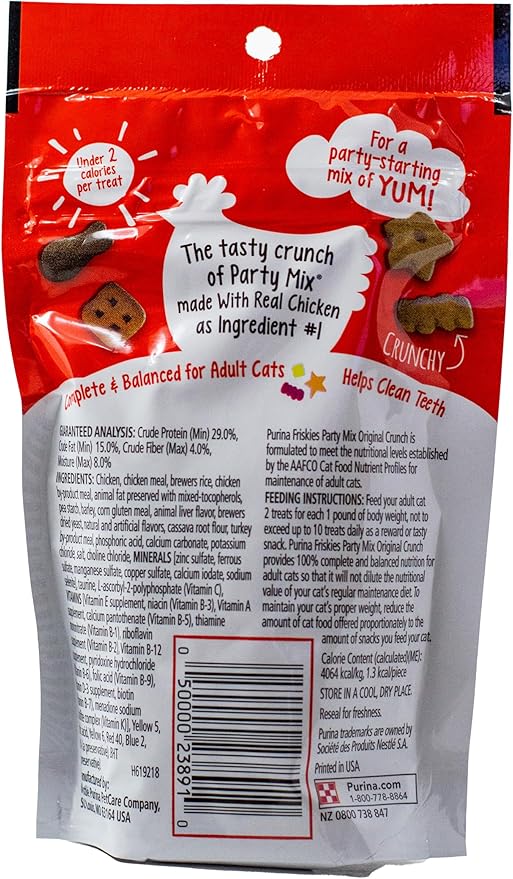 Under 2
calories
per treat
For a
party-starting
mix of YUM!
The tasty crunch
of Party Mix®
made With Real Chicken
as Ingredient #1
CRUNCHY
Complete & Balanced for Adult Cats
Helps Clean Teeth
GARANTEED ANALYSIS: Crude Protein (Min) 29.0%,
Fat (Min) 15.0%, Crude Fiber (Max) 4.0%,
Moisture (Max) 8.0%
INGREDIENTS: Chicken, chicken meal, brewers rice, chicken
by-product meal, animal fat preserved with mixed-tocopherols,
pea starch, barley, corn gluten meal, animal liver flavor, brewers
dried yeast, natural and artificial flavors, cassava root flour, turkey
by-product meal, phosphoric acid, calcium carbonate, potassium
chloride, salt, choline chloride, MINERALS [zinc sulfate, ferrous
sulfate, manganese sulfate, copper sulfate, calcium iodate, sodium
selenite], taurine, L-ascorbyl-2-polyphosphate (Vitamin C),
VITAMINS [Vitamin E supplement, niacin (Vitamin B-3), Vitamin A
supplement, calcium pantothenate (Vitamin B-5), thiamine
(Vitamin B-1), riboflavin
(Vitamin B-2), Vitamin B-12
supplement, pyridoxine hydrochloride
B-6), folic acid (Vitamin B-9),
D-3 supplement, biotin
B-7), menadione sodium
complex (Vitamin K)], Yellow 5,
Yellow 6, Red 40, Blue 2,
preservative), BHT
preservative)
H619218
manufactured by:
Nestlé Purina PetCare Company,
St. Louis, MO 63164 USA
0 50000 23881 0
Purina Friskies Party Mix Original Crunch is
formulated to meet the nutritional levels established
by the AAFCO Cat Food Nutrient Profiles for
maintenance of adult cats.
FEEDING INSTRUCTIONS: Feed your adult cat
2 treats for each 1 pound of body weight, not to
exceed up to 10 treats daily as a reward or tasty
snack. Purina Friskies Party Mix Original Crunch
provides 100% complete and balanced nutrition for
adult cats so that it will not dilute the nutritional
value of your cat's regular maintenance diet. To
maintain your cat's proper weight, reduce the
amount of cat food offered proportionately to the
amount of snacks you feed your cat.
Calorie Content (calculated)(ME):
4064 kcal/kg, 1.3 kcal/piece
STORE IN A COOL, DRY PLACE.
Reseal for freshness.
Purina trademarks are owned by
Société des Produits Nestlé S.A.
Printed in USA
Purina.com
1-800-778-8864
NZ 0800 738 847